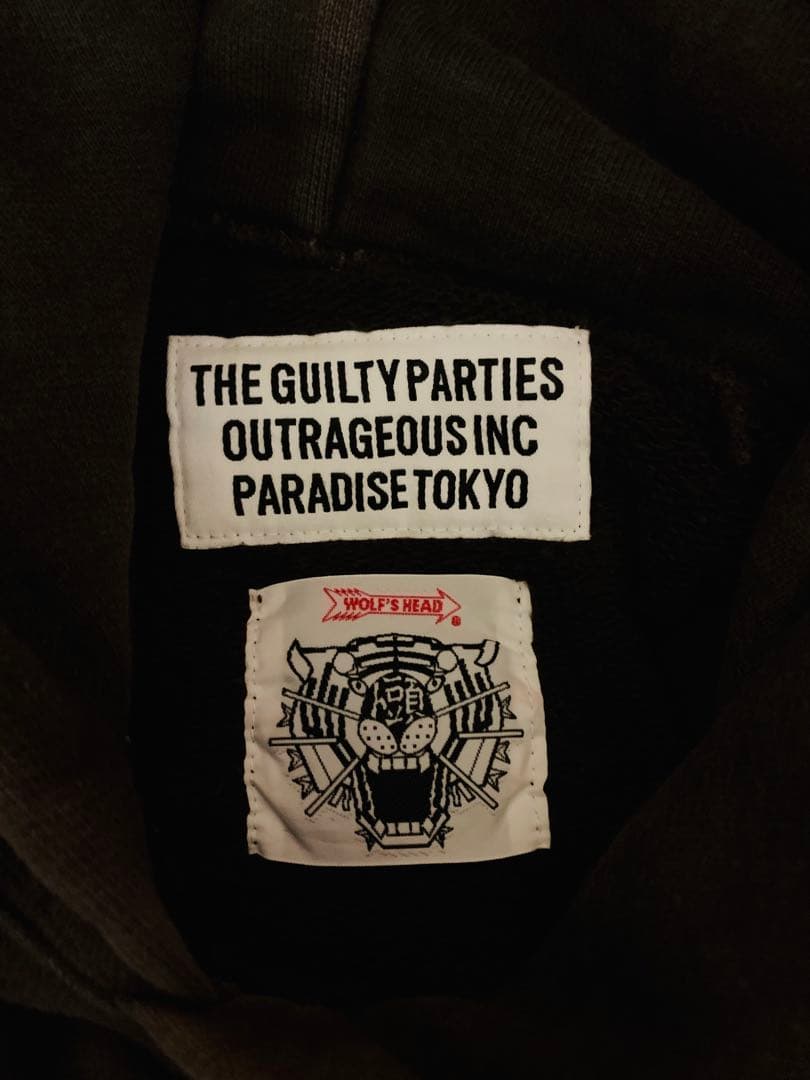 THE GUILTY PARTIES
OUTRAGEOUS INC
PARADISE TOKYO
WOLF'S HEAD
®